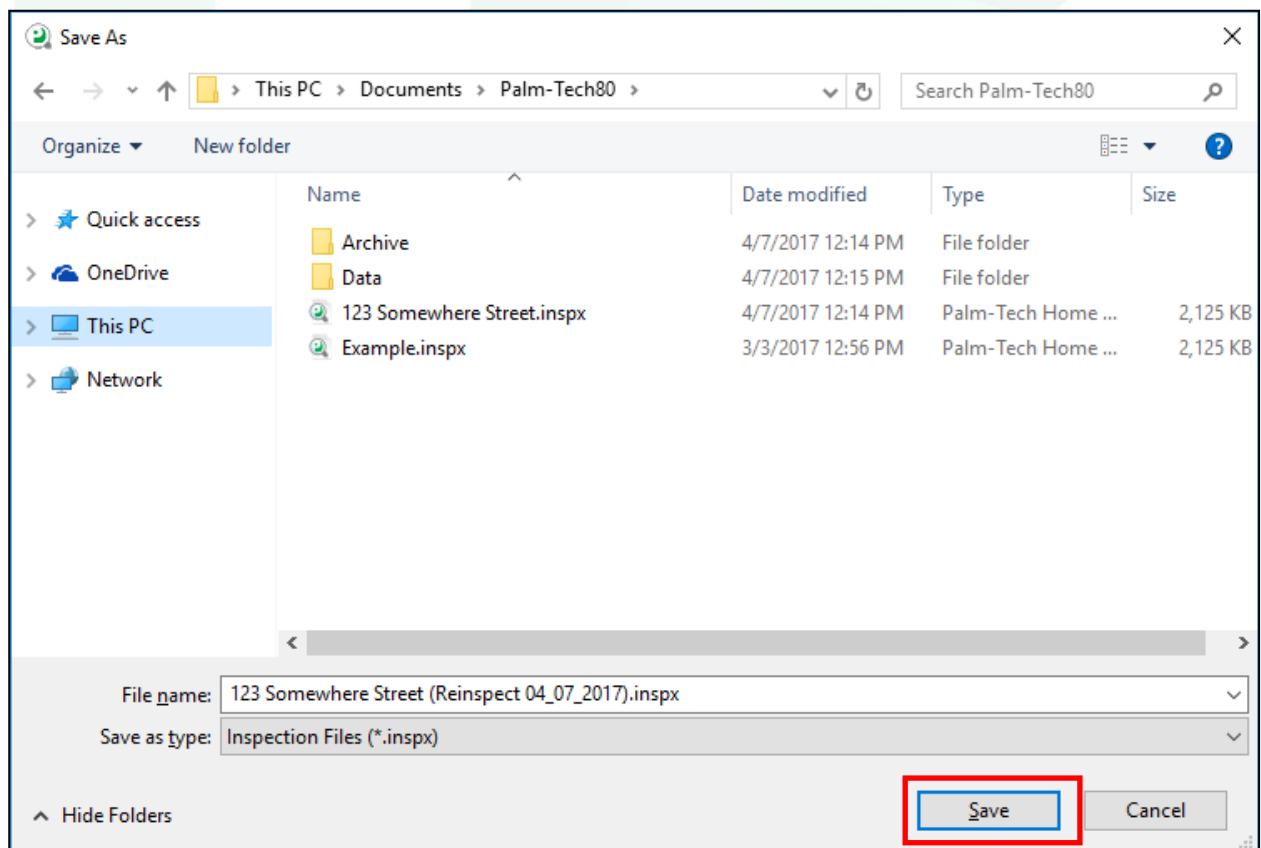 Save As
This PC > Documents > Palm-Tech80 >
Search Palm-Tech80
Organize
New folder
?
Name Date modified Type Size
Quick access
OneDrive
This PC
Network
Archive 4/7/2017 12:14 PM File folder
Data 4/7/2017 12:15 PM File folder
123 Somewhere Street.inspx 4/7/2017 12:14 PM Palm-Tech Home ... 2,125 KB
Example.inspx 3/3/2017 12:56 PM Palm-Tech Home ... 2,125 KB
File name: 123 Somewhere Street (Reinspect 04_07_2017).inspx
Save as type: Inspection Files (*.inspx)
Hide Folders
Save
Cancel